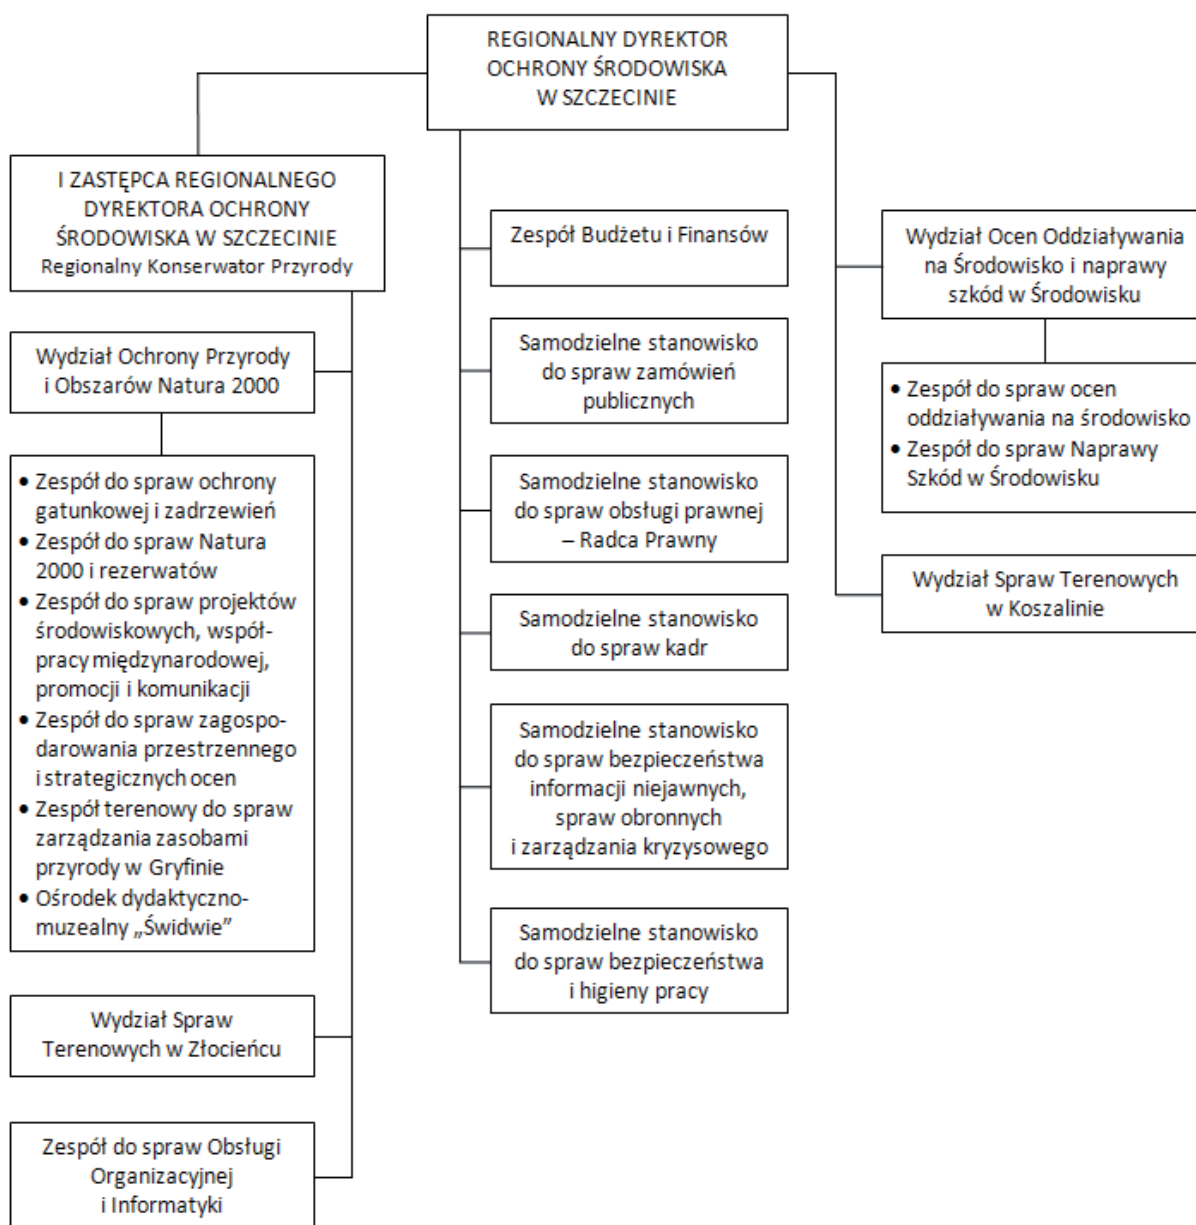 REGIONALNY DYREKTOR
OCHRONY ŚRODOWISKA
W SZCZECINIE
I ZASTĘPCA REGIONALNEGO
DYREKTORA OCHRONY
ŚRODOWISKA W SZCZECINIE
Regionalny Konserwator Przyrody
Wydział Ochrony Przyrody
i Obszarów Natura 2000
• Zespół do spraw ochrony
gatunkowej i zadrzewień
• Zespół do spraw Natura
2000 i rezerwatów
• Zespół do spraw projektów
środowiskowych, współ-
pracy międzynarodowej,
promocji i komunikacji
• Zespół do spraw zagospo-
darowania przestrzennego
i strategicznych ocen
• Zespół terenowy do spraw
zarządzania zasobami
przyrody w Gryfinie
• Ośrodek dydaktyczno-
muzealny „Świdwie”
Wydział Spraw
Terenowych w Złocieńcu
Zespół do spraw Obsługi
Organizacyjnej
i Informatyki
Zespół Budżetu i Finansów
Samodzielne stanowisko
do spraw zamówień
publicznych
Samodzielne stanowisko
do spraw obsługi prawnej
– Radca Prawny
Samodzielne stanowisko
do spraw kadr
Samodzielne stanowisko
do spraw bezpieczeństwa
informacji niejawnych,
spraw obronnych
i zarządzania kryzysowego
Samodzielne stanowisko
do spraw bezpieczeństwa
i higieny pracy
Wydział Ocen Oddziaływania
na Środowisko i naprawy
szkód w Środowisku
• Zespół do spraw ocen
oddziaływania na środowisko
• Zespół do spraw Naprawy
Szkód w Środowisku
Wydział Spraw Terenowych
w Koszalinie